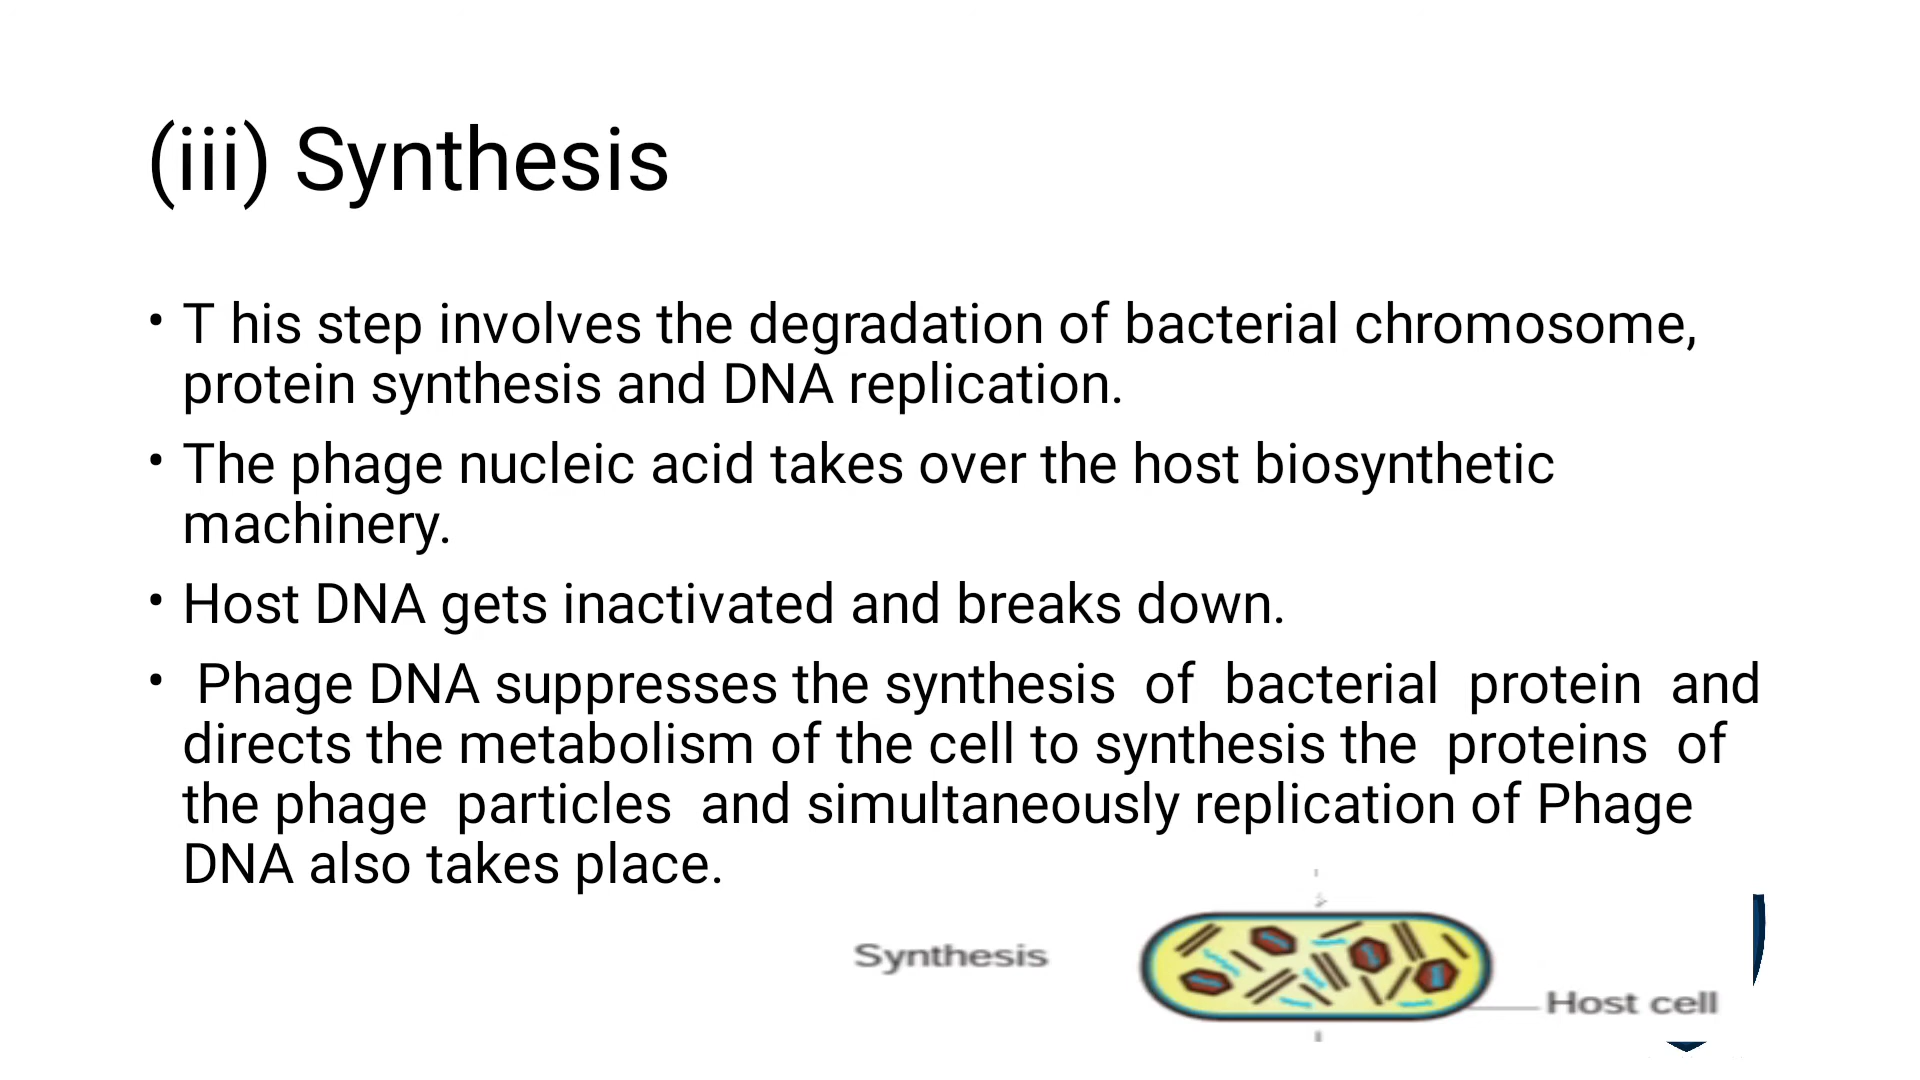 (iii) Synthesis
• T his step involves the degradation of bacterial chromosome,
protein synthesis and DNA replication.
• The phage nucleic acid takes over the host biosynthetic
machinery.
• Host DNA gets inactivated and breaks down.
•  Phage DNA suppresses the synthesis  of  bacterial  protein  and
directs the metabolism of the cell to synthesis the  proteins  of
the phage  particles  and simultaneously replication of Phage
DNA also takes place.
Synthesis
Host cell